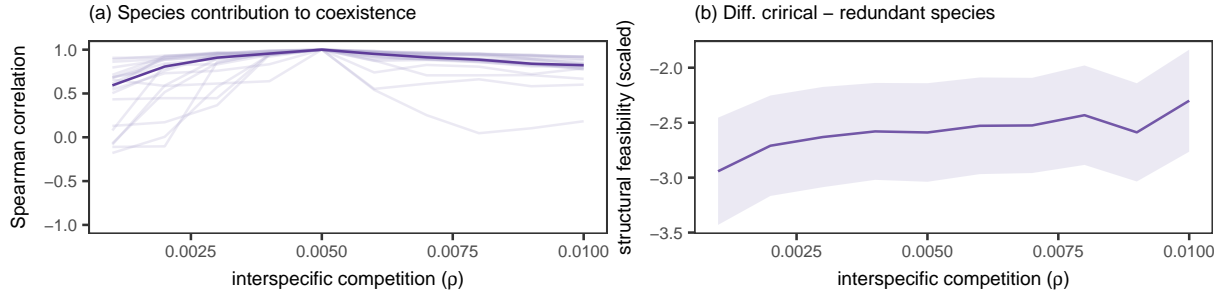 (a) Species contribution to coexistence
Spearman correlation
1.0
0.5
0.0
−0.5
−1.0
0.0025
0.0050
0.0075
0.0100
interspecific competition (ρ)
(b) Diff. crirical − redundant species
structural feasibility (scaled)
−2.0
−2.5
−3.0
−3.5
0.0025
0.0050
0.0075
0.0100
interspecific competition (ρ)